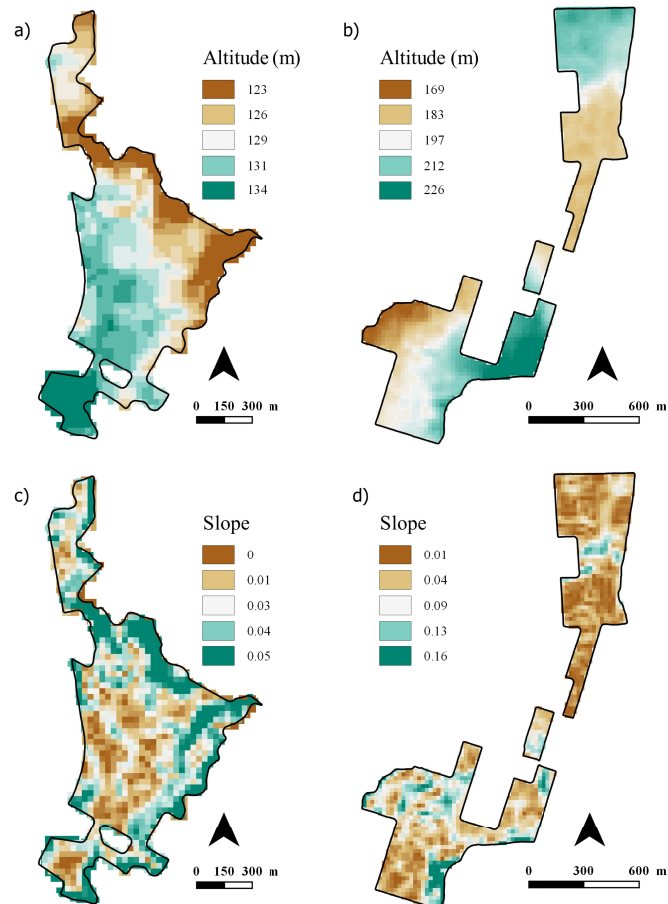 a)
Altitude (m)
123
126
129
131
134
0 150 300 m
b)
Altitude (m)
169
183
197
212
226
0 300 600 m
c)
Slope
0
0.01
0.03
0.04
0.05
0 150 300 m
d)
Slope
0.01
0.04
0.09
0.13
0.16
0 300 600 m